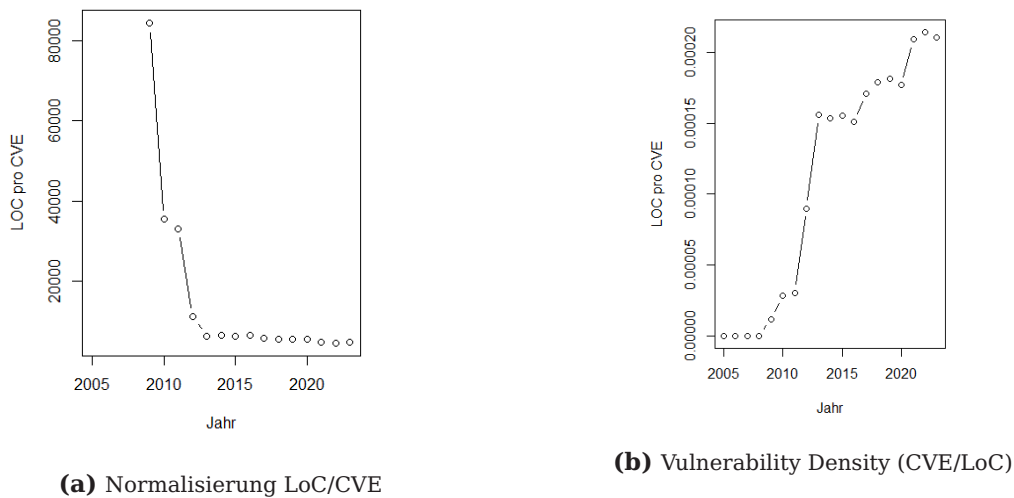 LOC pro CVE
80000
60000
40000
20000
2005 2010 2015 2020
Jahr
(a) Normalisierung LoC/CVE
LOC pro CVE
0.00020
0.00015
0.00010
0.00005
0.00000
2005 2010 2015 2020
Jahr
(b) Vulnerability Density (CVE/LoC)